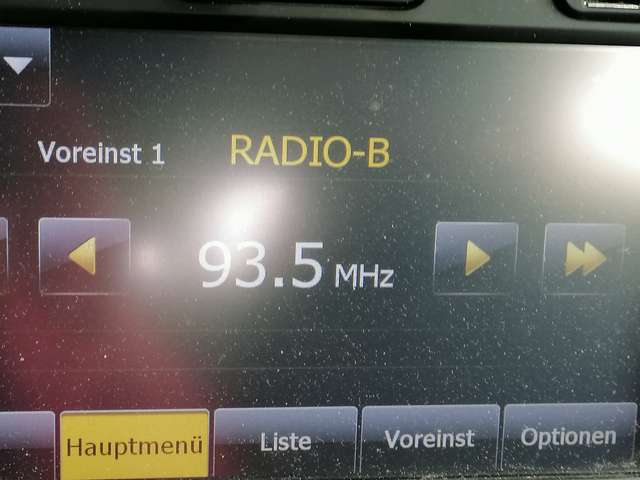 Voreinst 1 RADIO-B
93.5 MHz
Hauptmenü Liste Voreinst Optionen